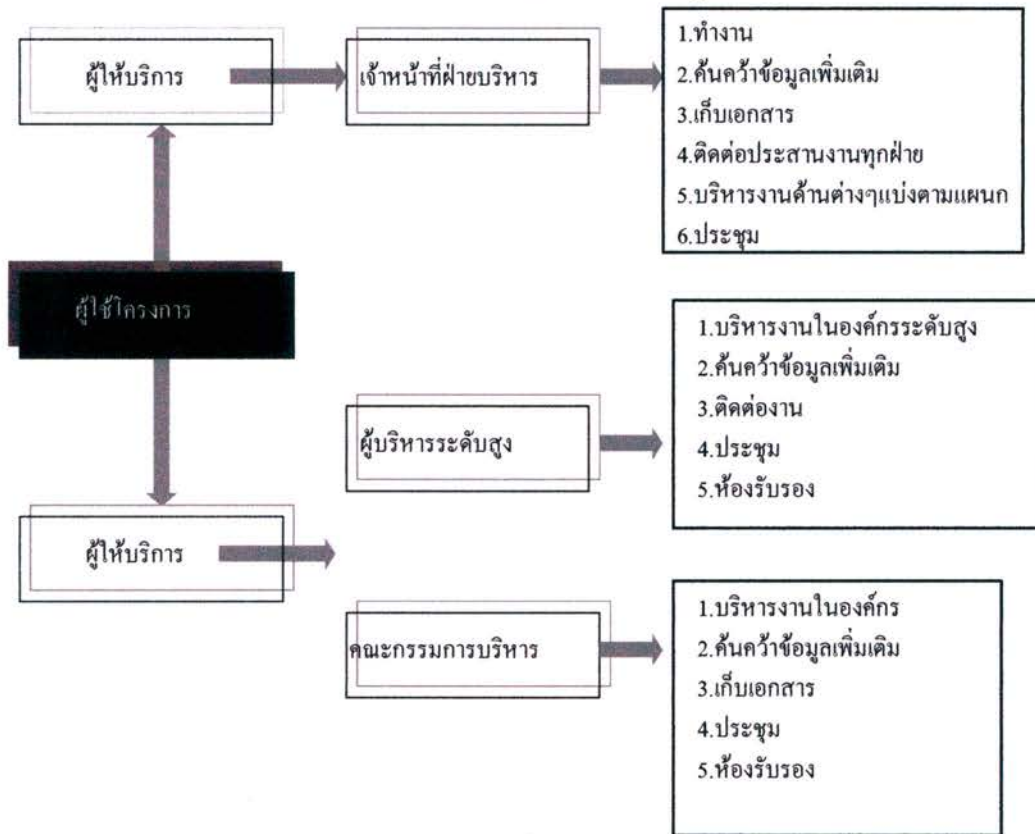 ผู้ให้บริการ
เจ้าหน้าที่ฝ่ายบริหาร
1.ทำงาน
2.ค้นคว้าข้อมูลเพิ่มเติม
3.เก็บเอกสาร
4.ติดต่อประสานงานทุกฝ่าย
5.บริหารงานด้านต่างๆแบ่งตามแผนก
6.ประชุม
ผู้ใช้โครงการ
ผู้บริหารระดับสูง
1.บริหารงานในองค์กรระดับสูง
2.ค้นคว้าข้อมูลเพิ่มเติม
3.ติดต่องาน
4.ประชุม
5.ห้องรับรอง
ผู้ให้บริการ
คณะกรรมการบริหาร
1.บริหารงานในองค์กร
2.ค้นคว้าข้อมูลเพิ่มเติม
3.เก็บเอกสาร
4.ประชุม
5.ห้องรับรอง